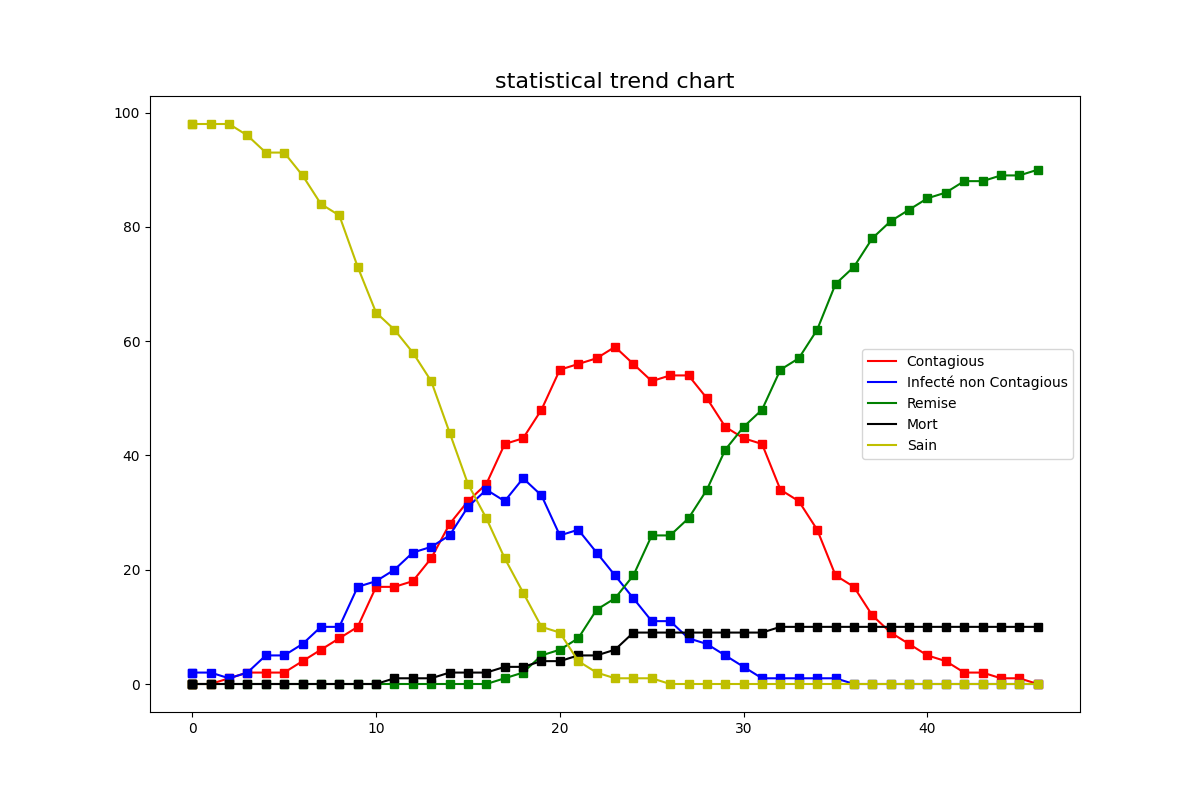 statistical trend chart
100
80
60
40
20
0
Contagious
Infecté non Contagious
Remise
Mort
Sain
0 10 20 30 40